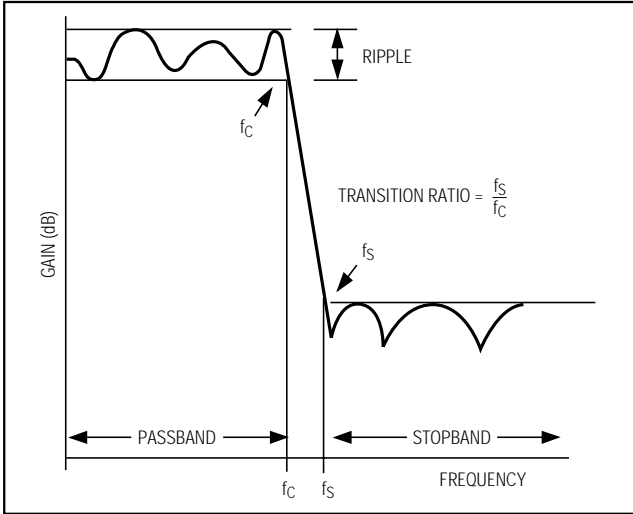 RIPPLE
fC
TRANSITION RATIO = fS
fC
fS
GAIN (dB)
PASSBAND
STOPBAND
fC
fS
FREQUENCY